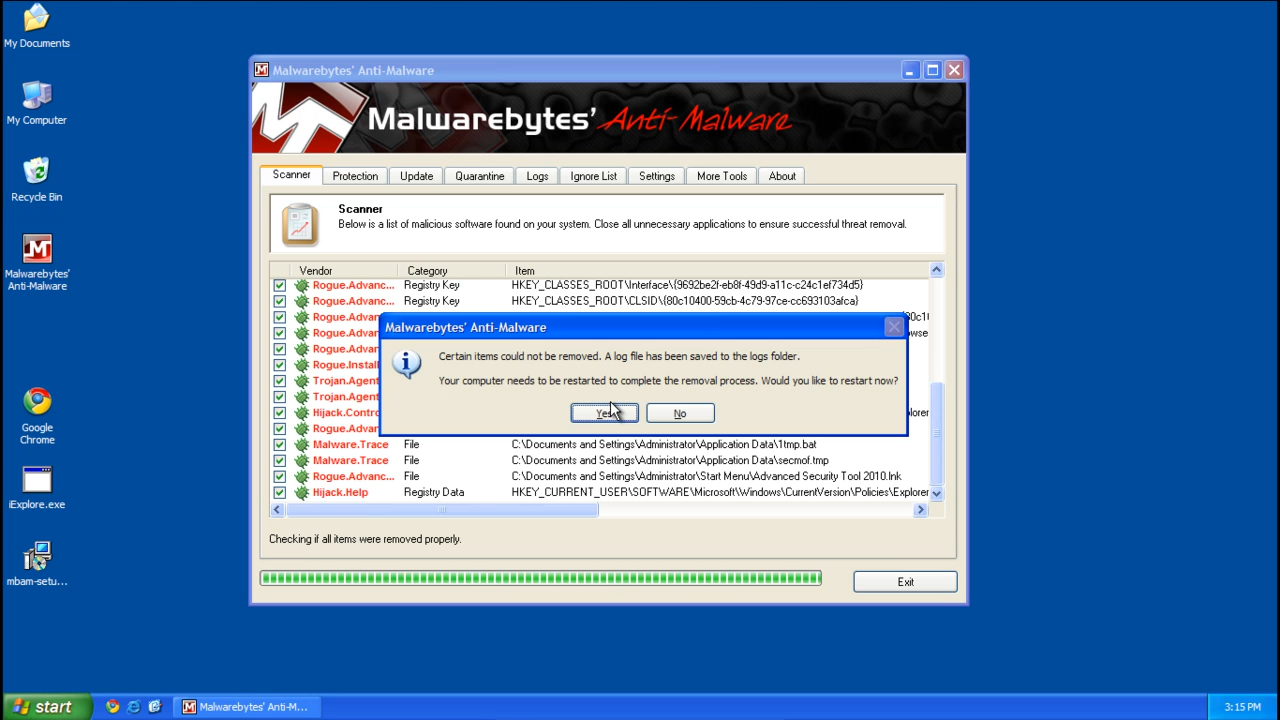 My Documents
My Computer
Recycle Bin
Malwarebytes'
Anti-Malware
Google
Chrome
iExplore.exe
mbam-setu...
Malwarebytes' Anti-Malware
Malwarebytes' Anti-Malware
Scanner Protection Update Quarantine Logs Ignore List Settings More Tools About
Scanner
Below is a list of malicious software found on your system. Close all unnecessary applications to ensure successful threat removal.
Vendor Category Item
Rogue.Advanc... Registry Key HKEY_CLASSES_ROOT\Interface\{9692be2f-eb8f-49d9-a11c-c24c1ef734d5}
Rogue.Advanc... Registry Key HKEY_CLASSES_ROOT\CLSID\{80c10400-59cb-4c79-97ce-cc693103afca}
Rogue.Adva
Rogue.Adva
Rogue.Adva
Rogue.Install
Trojan.Agent
Trojan.Agent
Hijack.Contro
Rogue.Adva
Malwarebytes' Anti-Malware
Certain items could not be removed. A log file has been saved to the logs folder.
Your computer needs to be restarted to complete the removal process. Would you like to restart now?
Yes No
Malware.Trace File C:\Documents and Settings\Administrator\Application Data\1tmp.bat
Malware.Trace File C:\Documents and Settings\Administrator\Application Data\secmof.tmp
Rogue.Advanc... File C:\Documents and Settings\Administrator\Start Menu\Advanced Security Tool 2010.lnk
Hijack.Help Registry Data HKEY_CURRENT_USER\SOFTWARE\Microsoft\Windows\CurrentVersion\Policies\Explorer
Checking if all items were removed properly.
Exit
start
Malwarebytes' Anti-M...
3:15 PM